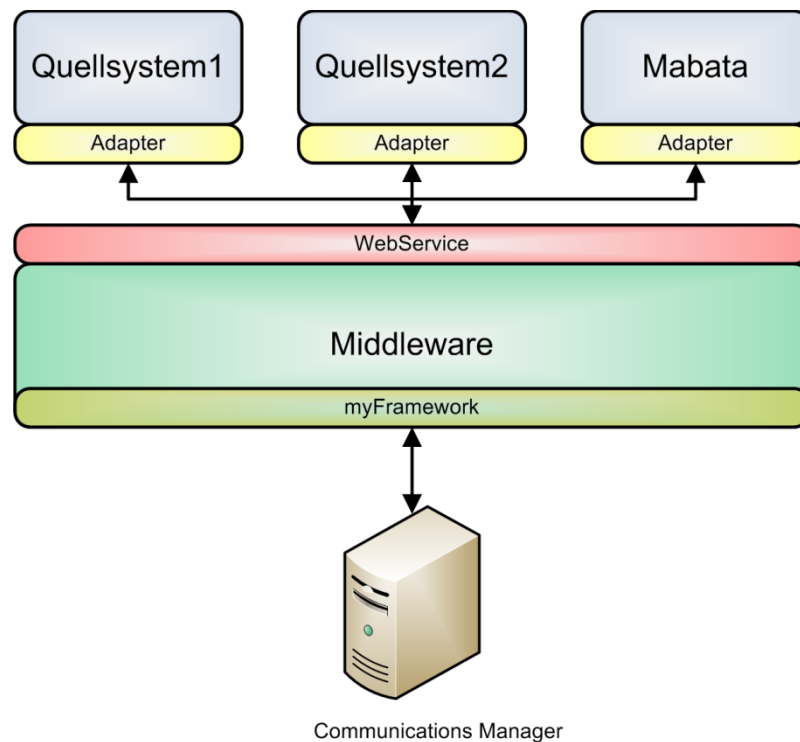 Quellsystem1 Quellsystem2 Mabata
Adapter Adapter Adapter
WebService
Middleware
myFramework
Communications Manager